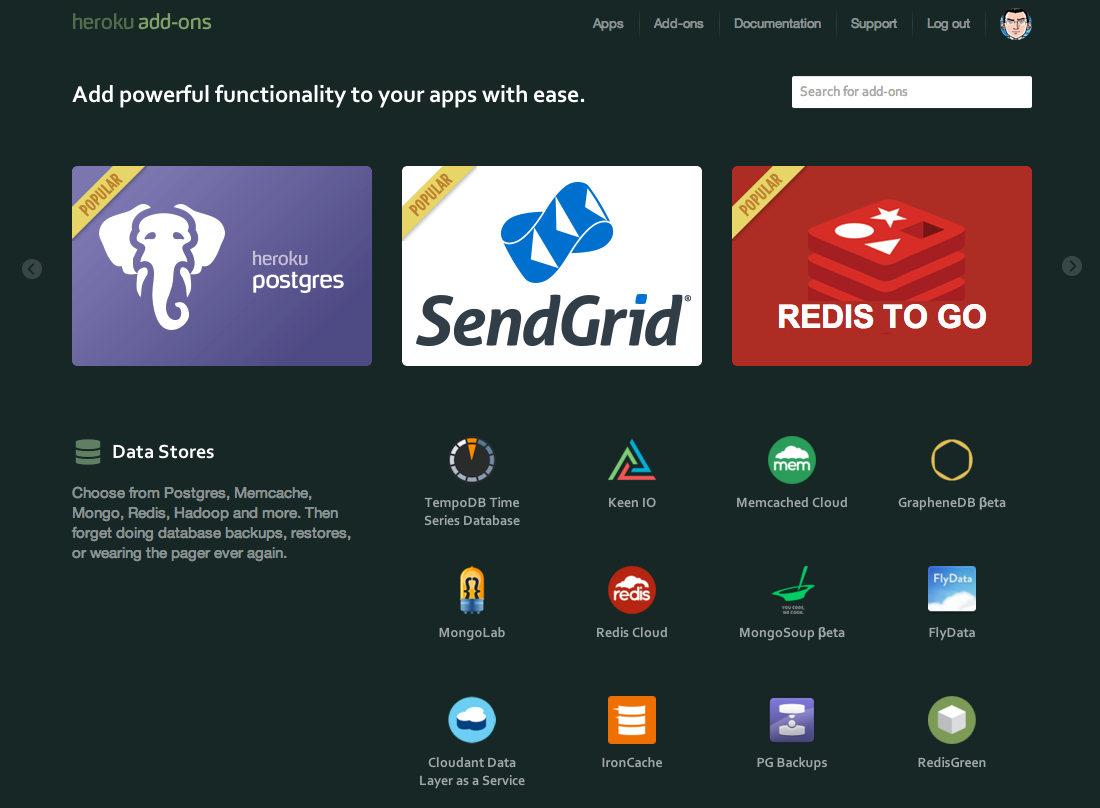 heroku add-ons
Apps
Add-ons
Documentation
Support
Log out
Add powerful functionality to your apps with ease.
Search for add-ons
POPULAR
heroku
postgres
POPULAR
SendGrid®
POPULAR
REDIS TO GO
Data Stores
Choose from Postgres, Memcache,
Mongo, Redis, Hadoop and more. Then
forget doing database backups, restores,
or wearing the pager ever again.
TempoDB Time
Series Database
Keen IO
mem
Memcached Cloud
GrapheneDB βeta
MongoLab
redis
Redis Cloud
YOU CODE,
WE COOK.
MongoSoup βeta
FlyData
FlyData
Cloudant Data
Layer as a Service
IronCache
PG Backups
RedisGreen